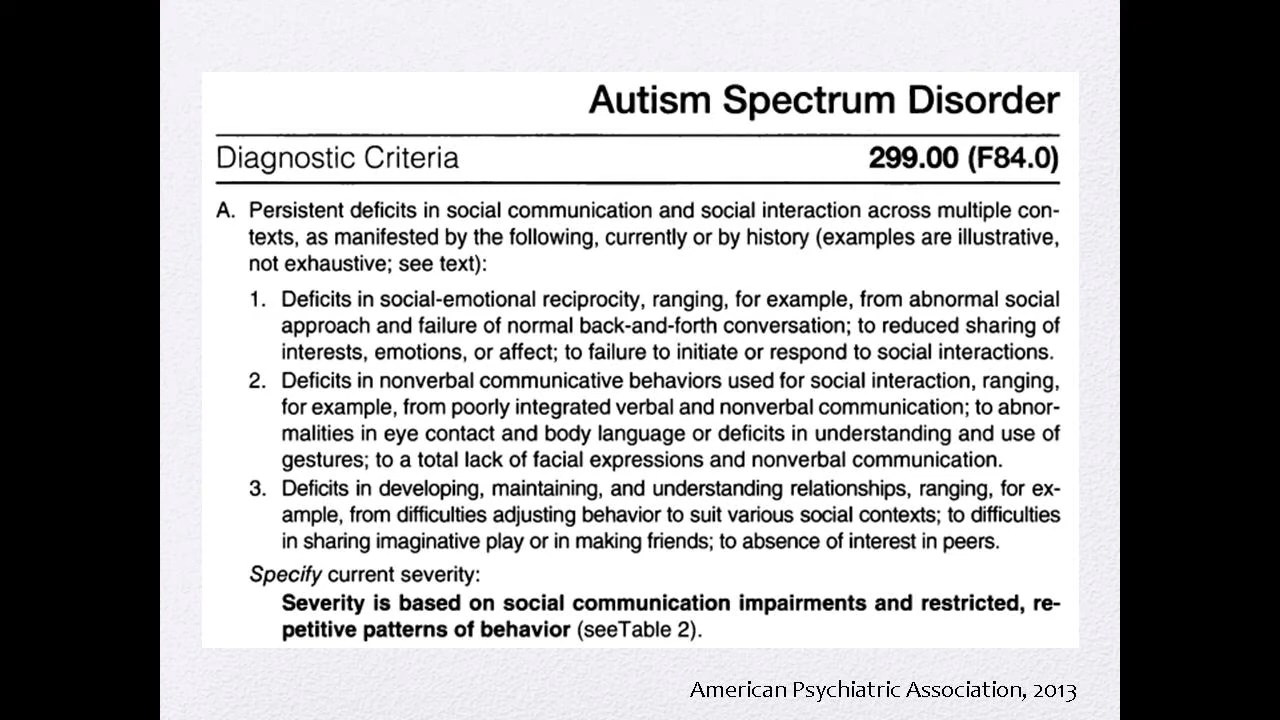 Autism Spectrum Disorder
Diagnostic Criteria 299.00 (F84.0)
A. Persistent deficits in social communication and social interaction across multiple con-
texts, as manifested by the following, currently or by history (examples are illustrative,
not exhaustive; see text):
1. Deficits in social-emotional reciprocity, ranging, for example, from abnormal social
approach and failure of normal back-and-forth conversation; to reduced sharing of
interests, emotions, or affect; to failure to initiate or respond to social interactions.
2. Deficits in nonverbal communicative behaviors used for social interaction, ranging,
for example, from poorly integrated verbal and nonverbal communication; to abnor-
malities in eye contact and body language or deficits in understanding and use of
gestures; to a total lack of facial expressions and nonverbal communication.
3. Deficits in developing, maintaining, and understanding relationships, ranging, for ex-
ample, from difficulties adjusting behavior to suit various social contexts; to difficulties
in sharing imaginative play or in making friends; to absence of interest in peers.
Specify current severity:
Severity is based on social communication impairments and restricted, re-
petitive patterns of behavior (seeTable 2).
American Psychiatric Association, 2013